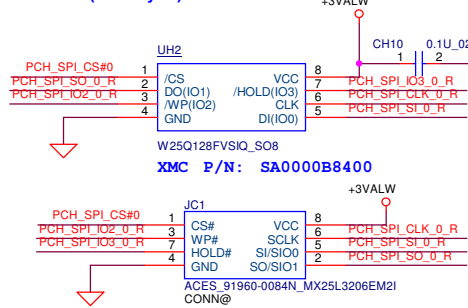 +3VALW
UH2
CH10 0.1U_02
1 2
PCH_SPI_CS#0 1 /CS VCC 8
PCH_SPI_SO_0_R 2 DO(IO1) /HOLD(IO3) 7 PCH_SPI_IO3_0_R
PCH_SPI_IO2_0_R 3 /WP(IO2) CLK 6 PCH_SPI_CLK_0_R
4 GND DI(IO0) 5 PCH_SPI_SI_0_R
W25Q128FVSIQ_SO8
XMC P/N: SA0000B8400
+3VALW
JC1
PCH_SPI_CS#0 1 CS# VCC 8
PCH_SPI_IO2_0_R 3 WP# SCLK 6 PCH_SPI_CLK_0_R
PCH_SPI_IO3_0_R 7 HOLD# SI/SIO0 5 PCH_SPI_SI_0_R
4 GND SO/SIO1 2 PCH_SPI_SO_0_R
ACES_91960-0084N_MX25L3206EM2I
CONN@